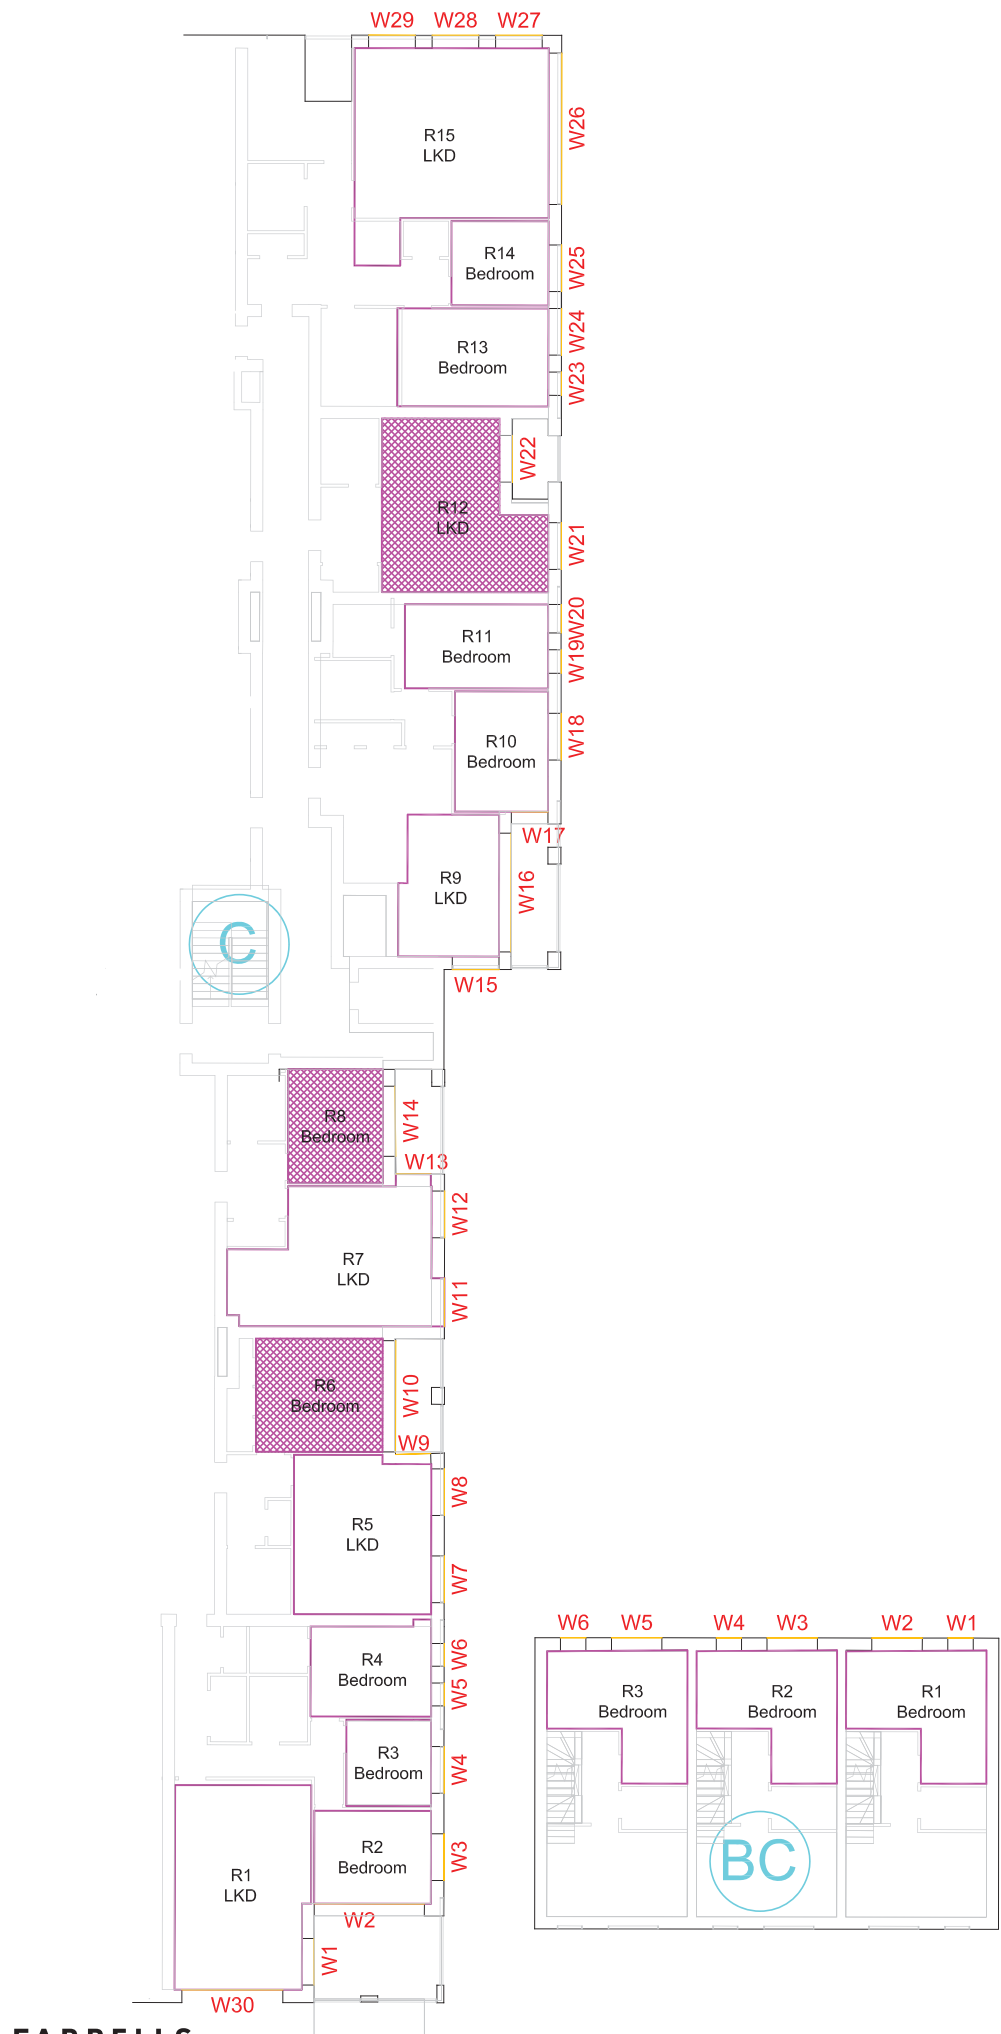 W29 W28 W27
W26
R15
LKD
R14
Bedroom
W25
W24
R13
Bedroom
W23
W22
R12
LKD
W21
W20
R11
Bedroom
W19
W18
R10
Bedroom
W17
R9
LKD
W16
C
W15
R8
Bedroom
W14
W13
W12
R7
LKD
W11
R6
Bedroom
W10
W9
W8
R5
LKD
W7
W6
R4
Bedroom
W5
R3
Bedroom
W4
R2
Bedroom
W3
R1
LKD
W2
W1
W30
W6 W5 W4 W3 W2 W1
R3
Bedroom
R2
Bedroom
R1
Bedroom
BC
FARRELLS